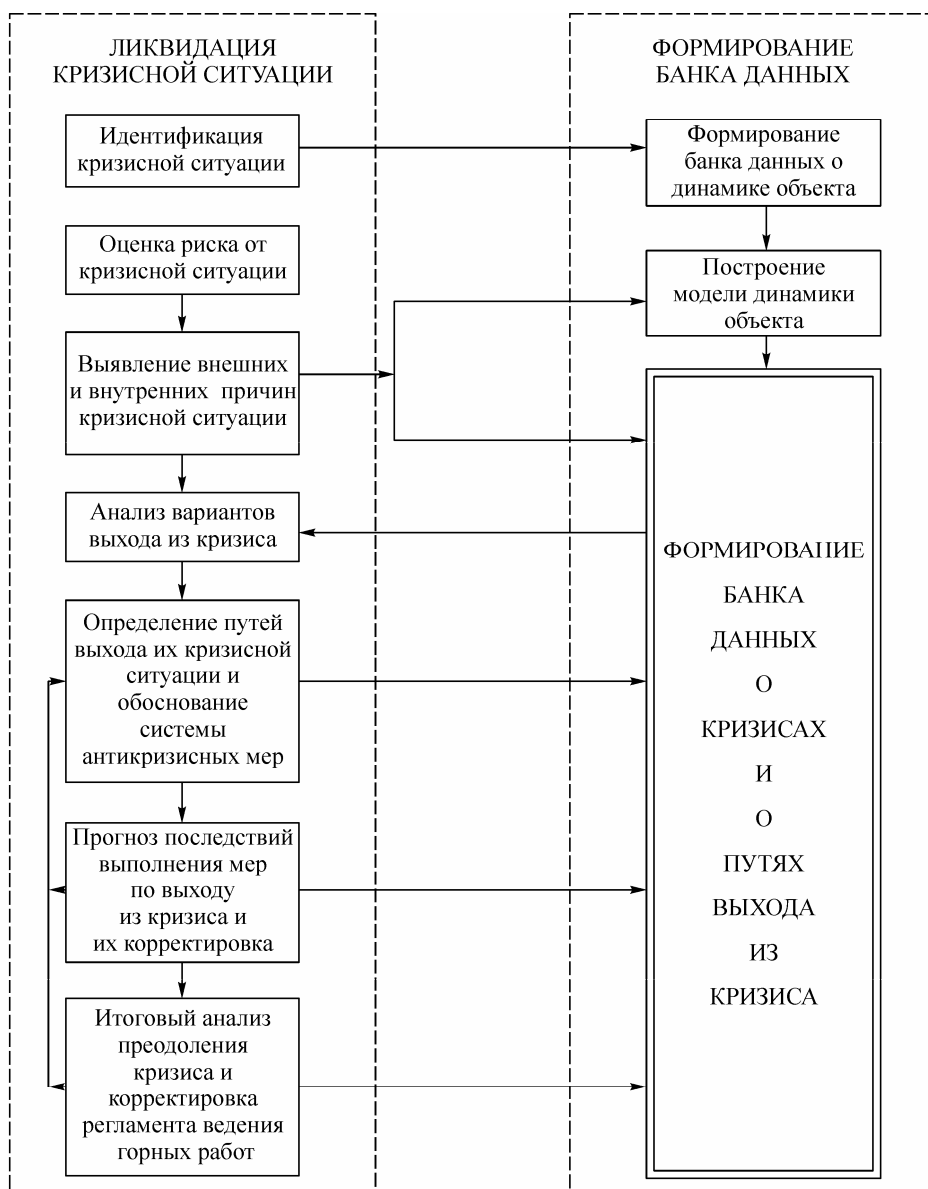 ЛИКВИДАЦИЯ
КРИЗИСНОЙ СИТУАЦИИ
Идентификация
кризисной ситуации
Оценка риска от
кризисной ситуации
Выявление внешних
и внутренних причин
кризисной ситуации
Анализ вариантов
выхода из кризиса
Определение путей
выхода их кризисной
ситуации и
обоснование
системы
антикризисных мер
Прогноз последствий
выполнения мер
по выходу
из кризиса и
их корректировка
Итоговый анализ
преодоления
кризиса и
корректировка
регламента ведения
горных работ
ФОРМИРОВАНИЕ
БАНКА ДАННЫХ
Формирование
банка данных о
динамике объекта
Построение
модели динамики
объекта
ФОРМИРОВАНИЕ
БАНКА
ДАННЫХ
О
КРИЗИСАХ
И
О
ПУТЯХ
ВЫХОДА
ИЗ
КРИЗИСА